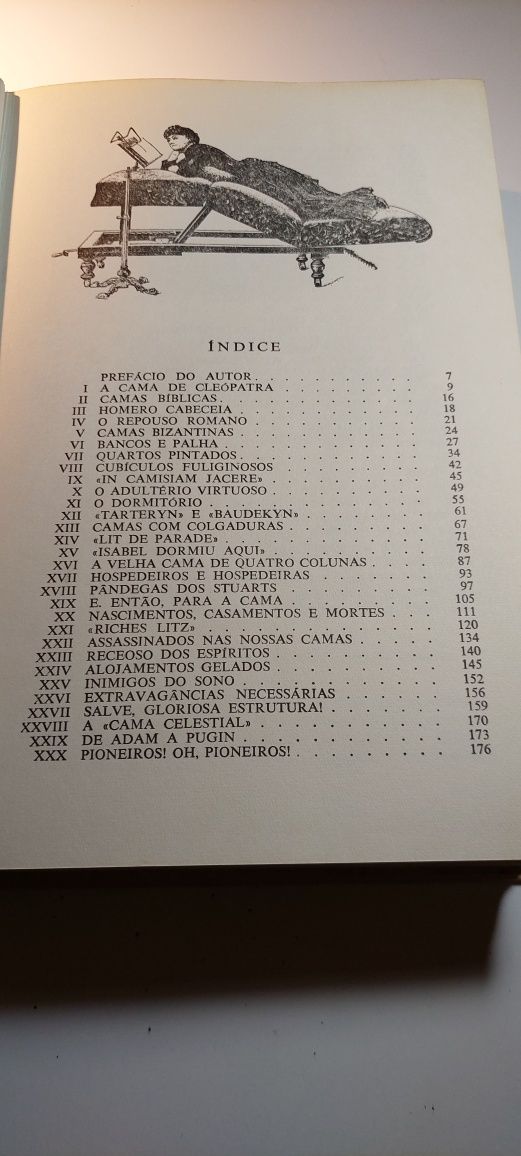 ÍNDICE
PREFÁCIO DO AUTOR . . . . . . . . . . . 7
I A CAMA DE CLEÓPATRA . . . . . . . . . . 9
II CAMAS BÍBLICAS . . . . . . . . . . . . . 16
III HOMERO CABECEIA . . . . . . . . . . . 18
IV O REPOUSO ROMANO . . . . . . . . . . . 21
V CAMAS BIZANTINAS . . . . . . . . . . . . 24
VI BANCOS E PALHA . . . . . . . . . . . . . 27
VII QUARTOS PINTADOS . . . . . . . . . . . 34
VIII CUBÍCULOS FULIGINOSOS . . . . . . . . . 42
IX «IN CAMISIAM JACERE» . . . . . . . . . . 45
X O ADULTÉRIO VIRTUOSO . . . . . . . . . . 49
XI O DORMITÓRIO . . . . . . . . . . . . . 55
XII «TARTERYN» E «BAUDEKYN» . . . . . . . . 61
XIII CAMAS COM COLGADURAS . . . . . . . . . 67
XIV «LIT DE PARADE» . . . . . . . . . . . . 71
XV «ISABEL DORMIU AQUI» . . . . . . . . . . 78
XVI A VELHA CAMA DE QUATRO COLUNAS . . . . 87
XVII HOSPEDEIROS E HOSPEDEIRAS . . . . . . . 93
XVIII PÂNDEGAS DOS STUARTS . . . . . . . . . 97
XIX E. ENTÃO, PARA A CAMA . . . . . . . . . 105
XX NASCIMENTOS, CASAMENTOS E MORTES . . . . 111
XXI «RICHES LITZ» . . . . . . . . . . . . . 120
XXII ASSASSINADOS NAS NOSSAS CAMAS . . . . . 134
XXIII RECEOSO DOS ESPÍRITOS . . . . . . . . . 140
XXIV ALOJAMENTOS GELADOS . . . . . . . . . . 145
XXV INIMIGOS DO SONO . . . . . . . . . . . 152
XXVI EXTRAVAGÂNCIAS NECESSÁRIAS . . . . . . 156
XXVII SALVE, GLORIOSA ESTRUTURA! . . . . . . . 159
XXVIII A «CAMA CELESTIAL» . . . . . . . . . . . 170
XXIX DE ADAM A PUGIN . . . . . . . . . . . . 173
XXX PIONEIROS! OH, PIONEIROS! . . . . . . . . 176